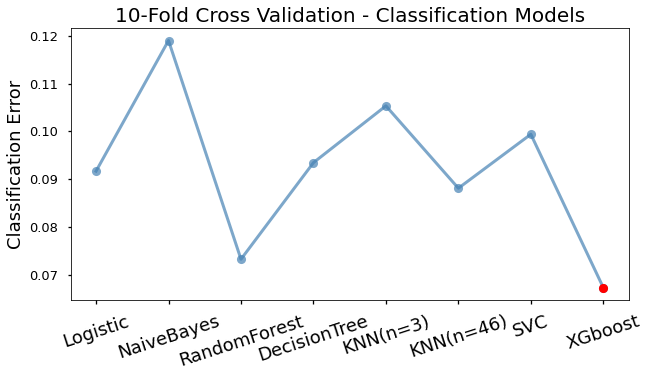 10-Fold Cross Validation - Classification Models
Classification Error
0.12
0.11
0.10
0.09
0.08
0.07
Logistic
NaiveBayes
RandomForest
DecisionTree
KNN(n=3)
KNN(n=46)
SVC
XGboost